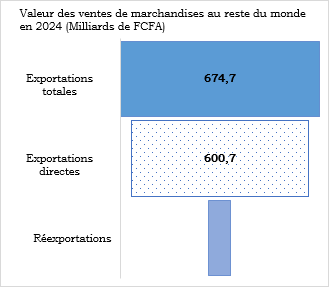 Valeur des ventes de marchandises au reste du monde
en 2024 (Milliards de FCFA)
Exportations
totales
674,7
Exportations
directes
600,7
Réexportations